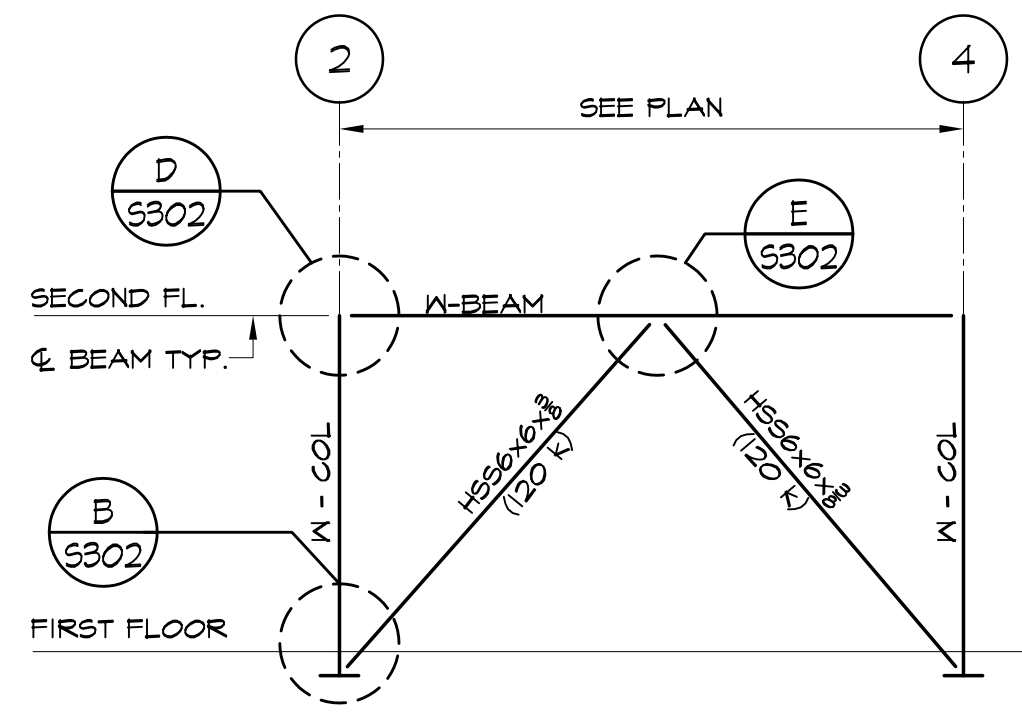 2
4
SEE PLAN
D
S302
E
S302
SECOND FL.
W-BEAM
℄ BEAM TYP.
HSS6x6x3/8
(120 K)
HSS6x6x3/8
(120 K)
W - COL
W - COL
B
S302
FIRST FLOOR